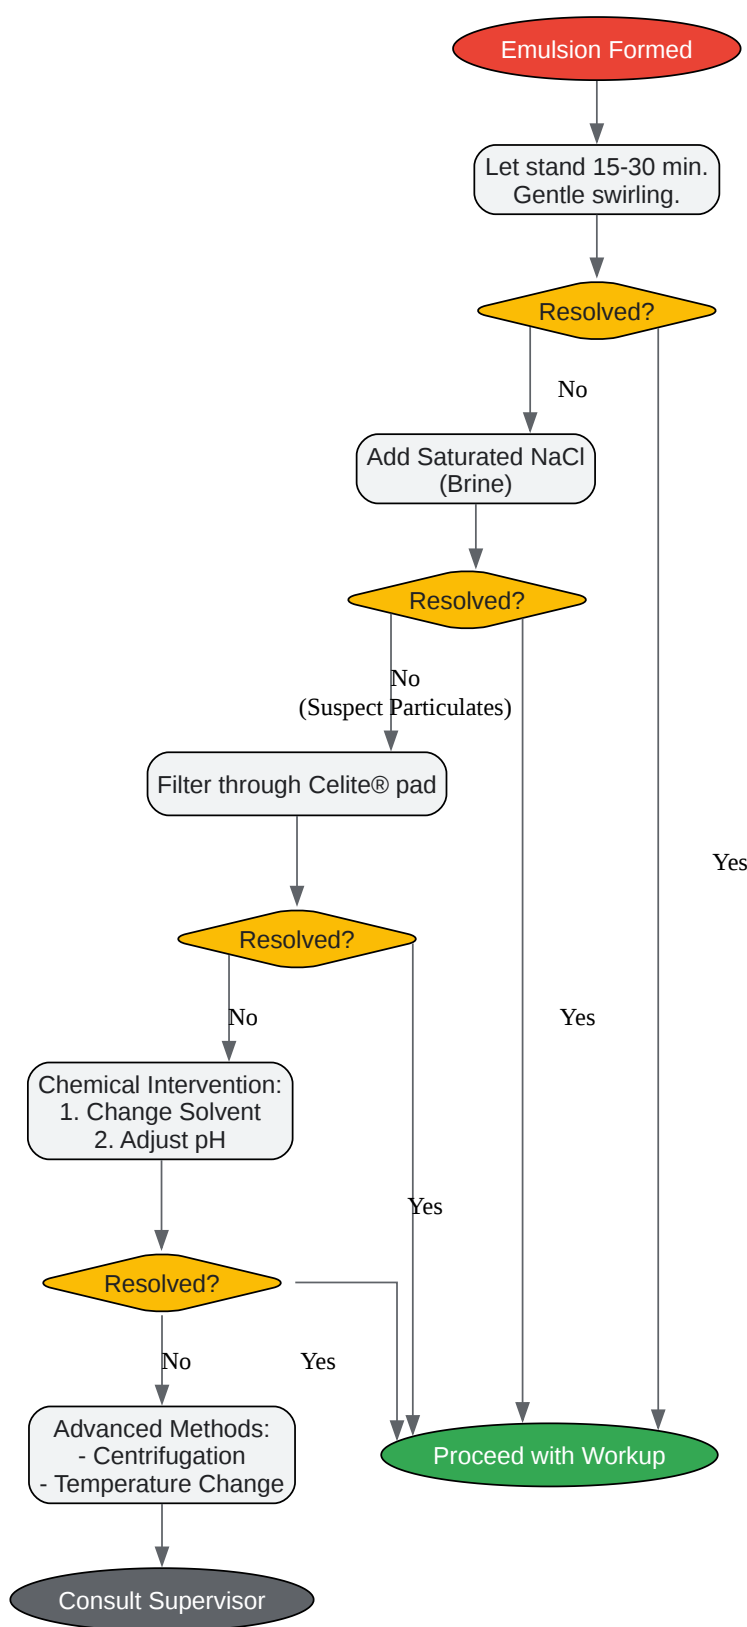 Emulsion Formed
Let stand 15-30 min.
Gentle swirling.
Resolved?
No
Add Saturated NaCl
(Brine)
Resolved?
No
(Suspect Particulates)
Filter through Celite® pad
Yes
Resolved?
No
Yes
Chemical Intervention:
1. Change Solvent
2. Adjust pH
Yes
Resolved?
No
Yes
Advanced Methods:
- Centrifugation
- Temperature Change
Proceed with Workup
Consult Supervisor